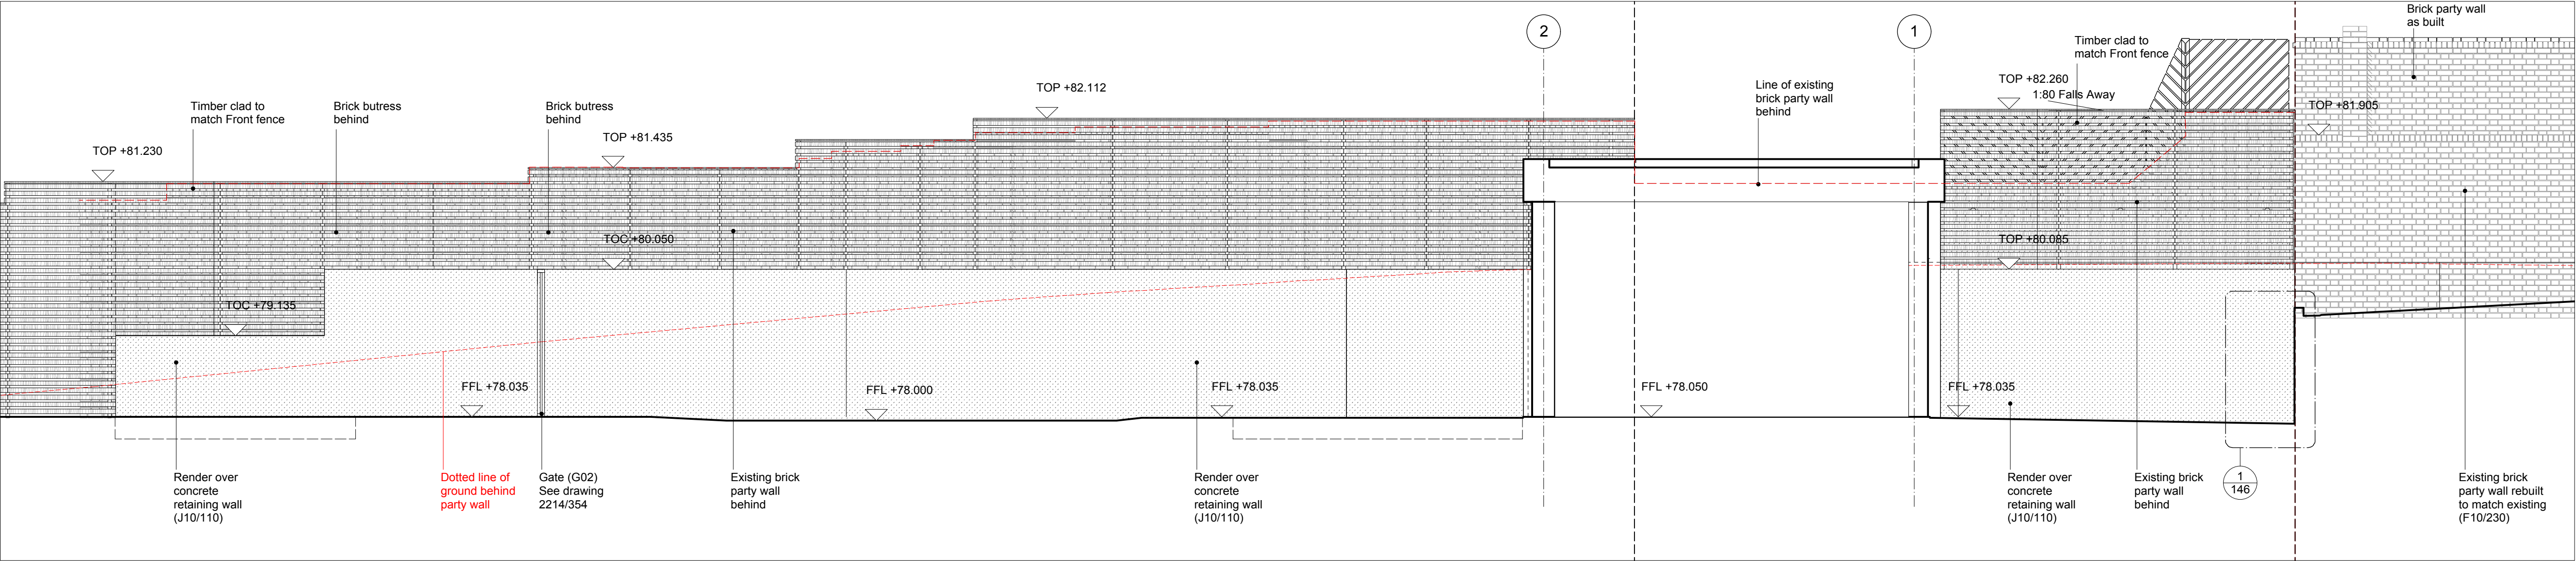 Brick party wall
as built
2
1
Timber clad to
match Front fence
TOP +82.260
1:80 Falls Away
TOP +81.905
TOP +82.112
Line of existing
brick party wall
behind
Timber clad to
match Front fence
Brick butress
behind
Brick butress
behind
TOP +81.435
TOP +81.230
TOC +80.050
TOP +80.085
TOC +79.135
FFL +78.035
FFL +78.000
FFL +78.035
FFL +78.050
FFL +78.035
Render over
concrete
retaining wall
(J10/110)
Dotted line of
ground behind
party wall
Gate (G02)
See drawing
2214/354
Existing brick
party wall
behind
Render over
concrete
retaining wall
(J10/110)
Render over
concrete
retaining wall
(J10/110)
Existing brick
party wall
behind
1
146
Existing brick
party wall rebuilt
to match existing
(F10/230)